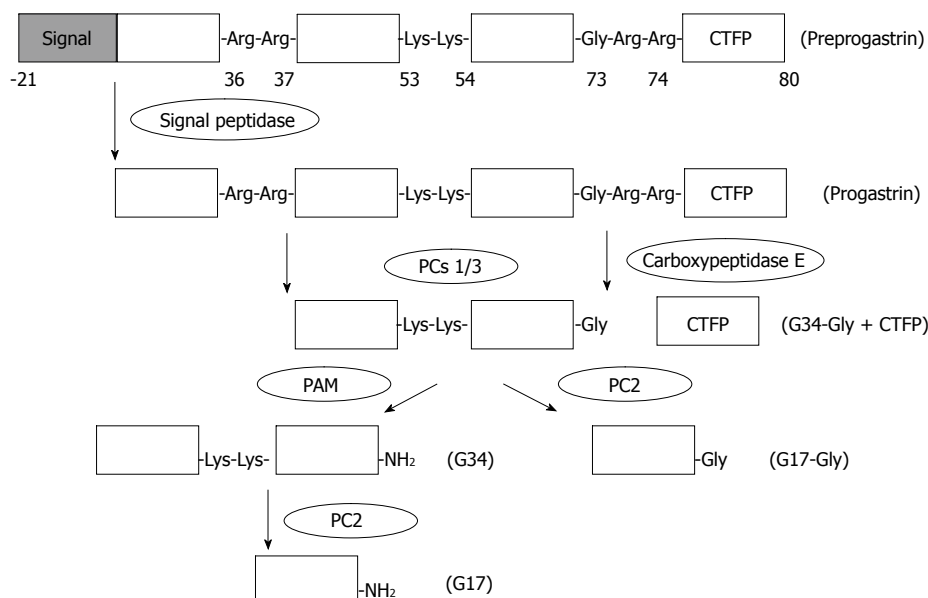 Signal -Arg-Arg- -Lys-Lys- -Gly-Arg-Arg- CTFP (Preprogastrin)
-21 36 37 53 54 73 74 80
Signal peptidase
-Arg-Arg- -Lys-Lys- -Gly-Arg-Arg- CTFP (Progastrin)
PCs 1/3 Carboxypeptidase E
-Lys-Lys- -Gly CTFP (G34-Gly + CTFP)
PAM PC2
-Lys-Lys- -NH₂ (G34) -Gly (G17-Gly)
PC2
-NH₂ (G17)